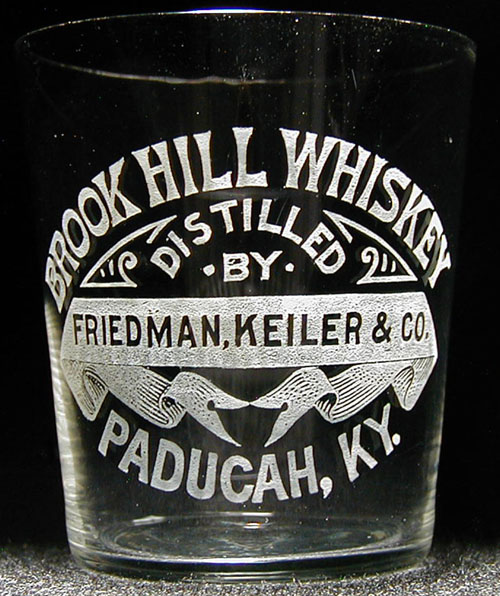 BROOK HILL WHISKEY
DISTILLED
·BY·
FRIEDMAN, KEILER & CO.
PADUCAH, KY.